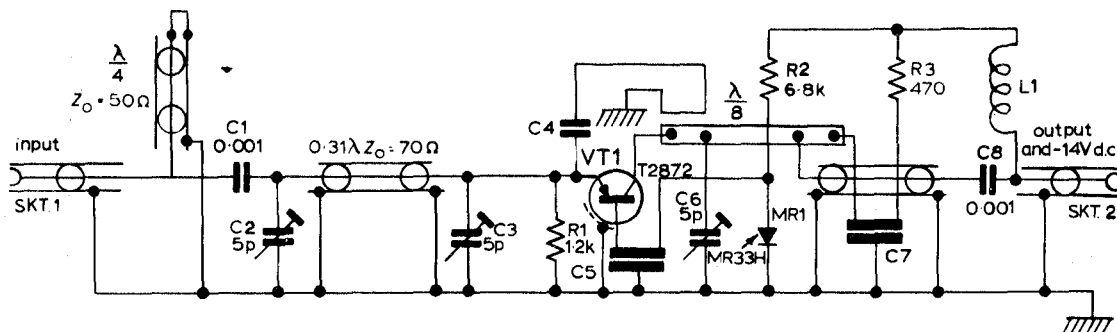 λ/4
Z₀ = 50Ω
input
SKT.1
C1
0.001
C2
5p
0.31λ Z₀ = 70Ω
C3
5p
C4
VT1
T2872
R1
1.2k
C5
λ/8
C6
5p
R2
6.8k
MR1
MR33H
R3
470
C7
L1
C8
0.001
output
and-14Vd.c
SKT.2